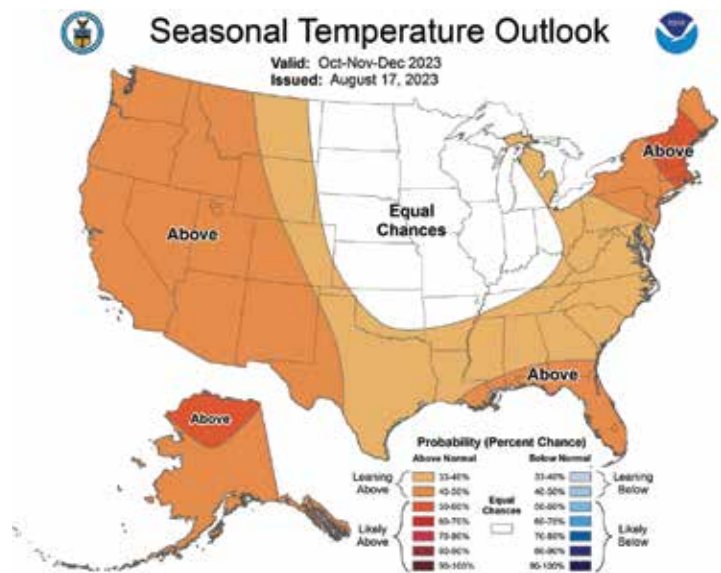 Seasonal Temperature Outlook
Valid: Oct-Nov-Dec 2023
Issued: August 17, 2023
Above
Equal
Chances
Above
Above
Above
Probability (Percent Chance)
Above Normal
Below Normal
Leaning
Above
33-40%
40-50%
Likely
Above
50-60%
60-70%
70-80%
80-90%
90-100%
Equal
Chances
33-40%
40-50%
Leaning
Below
50-60%
60-70%
70-80%
80-90%
90-100%
Likely
Below